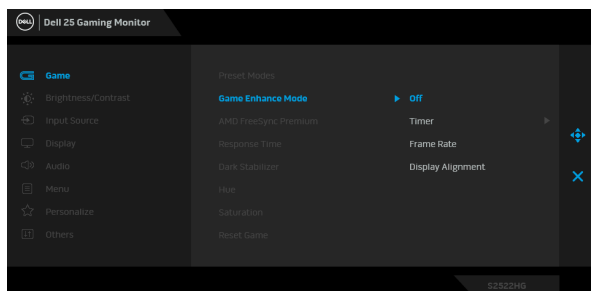 DELL
Dell 25 Gaming Monitor
Game
Brightness/Contrast
Input Source
Display
Audio
Menu
Personalize
Others
Preset Modes
Game Enhance Mode
AMD FreeSync Premium
Response Time
Dark Stabilizer
Hue
Saturation
Reset Game
Off
Timer
Frame Rate
Display Alignment
S2522HG